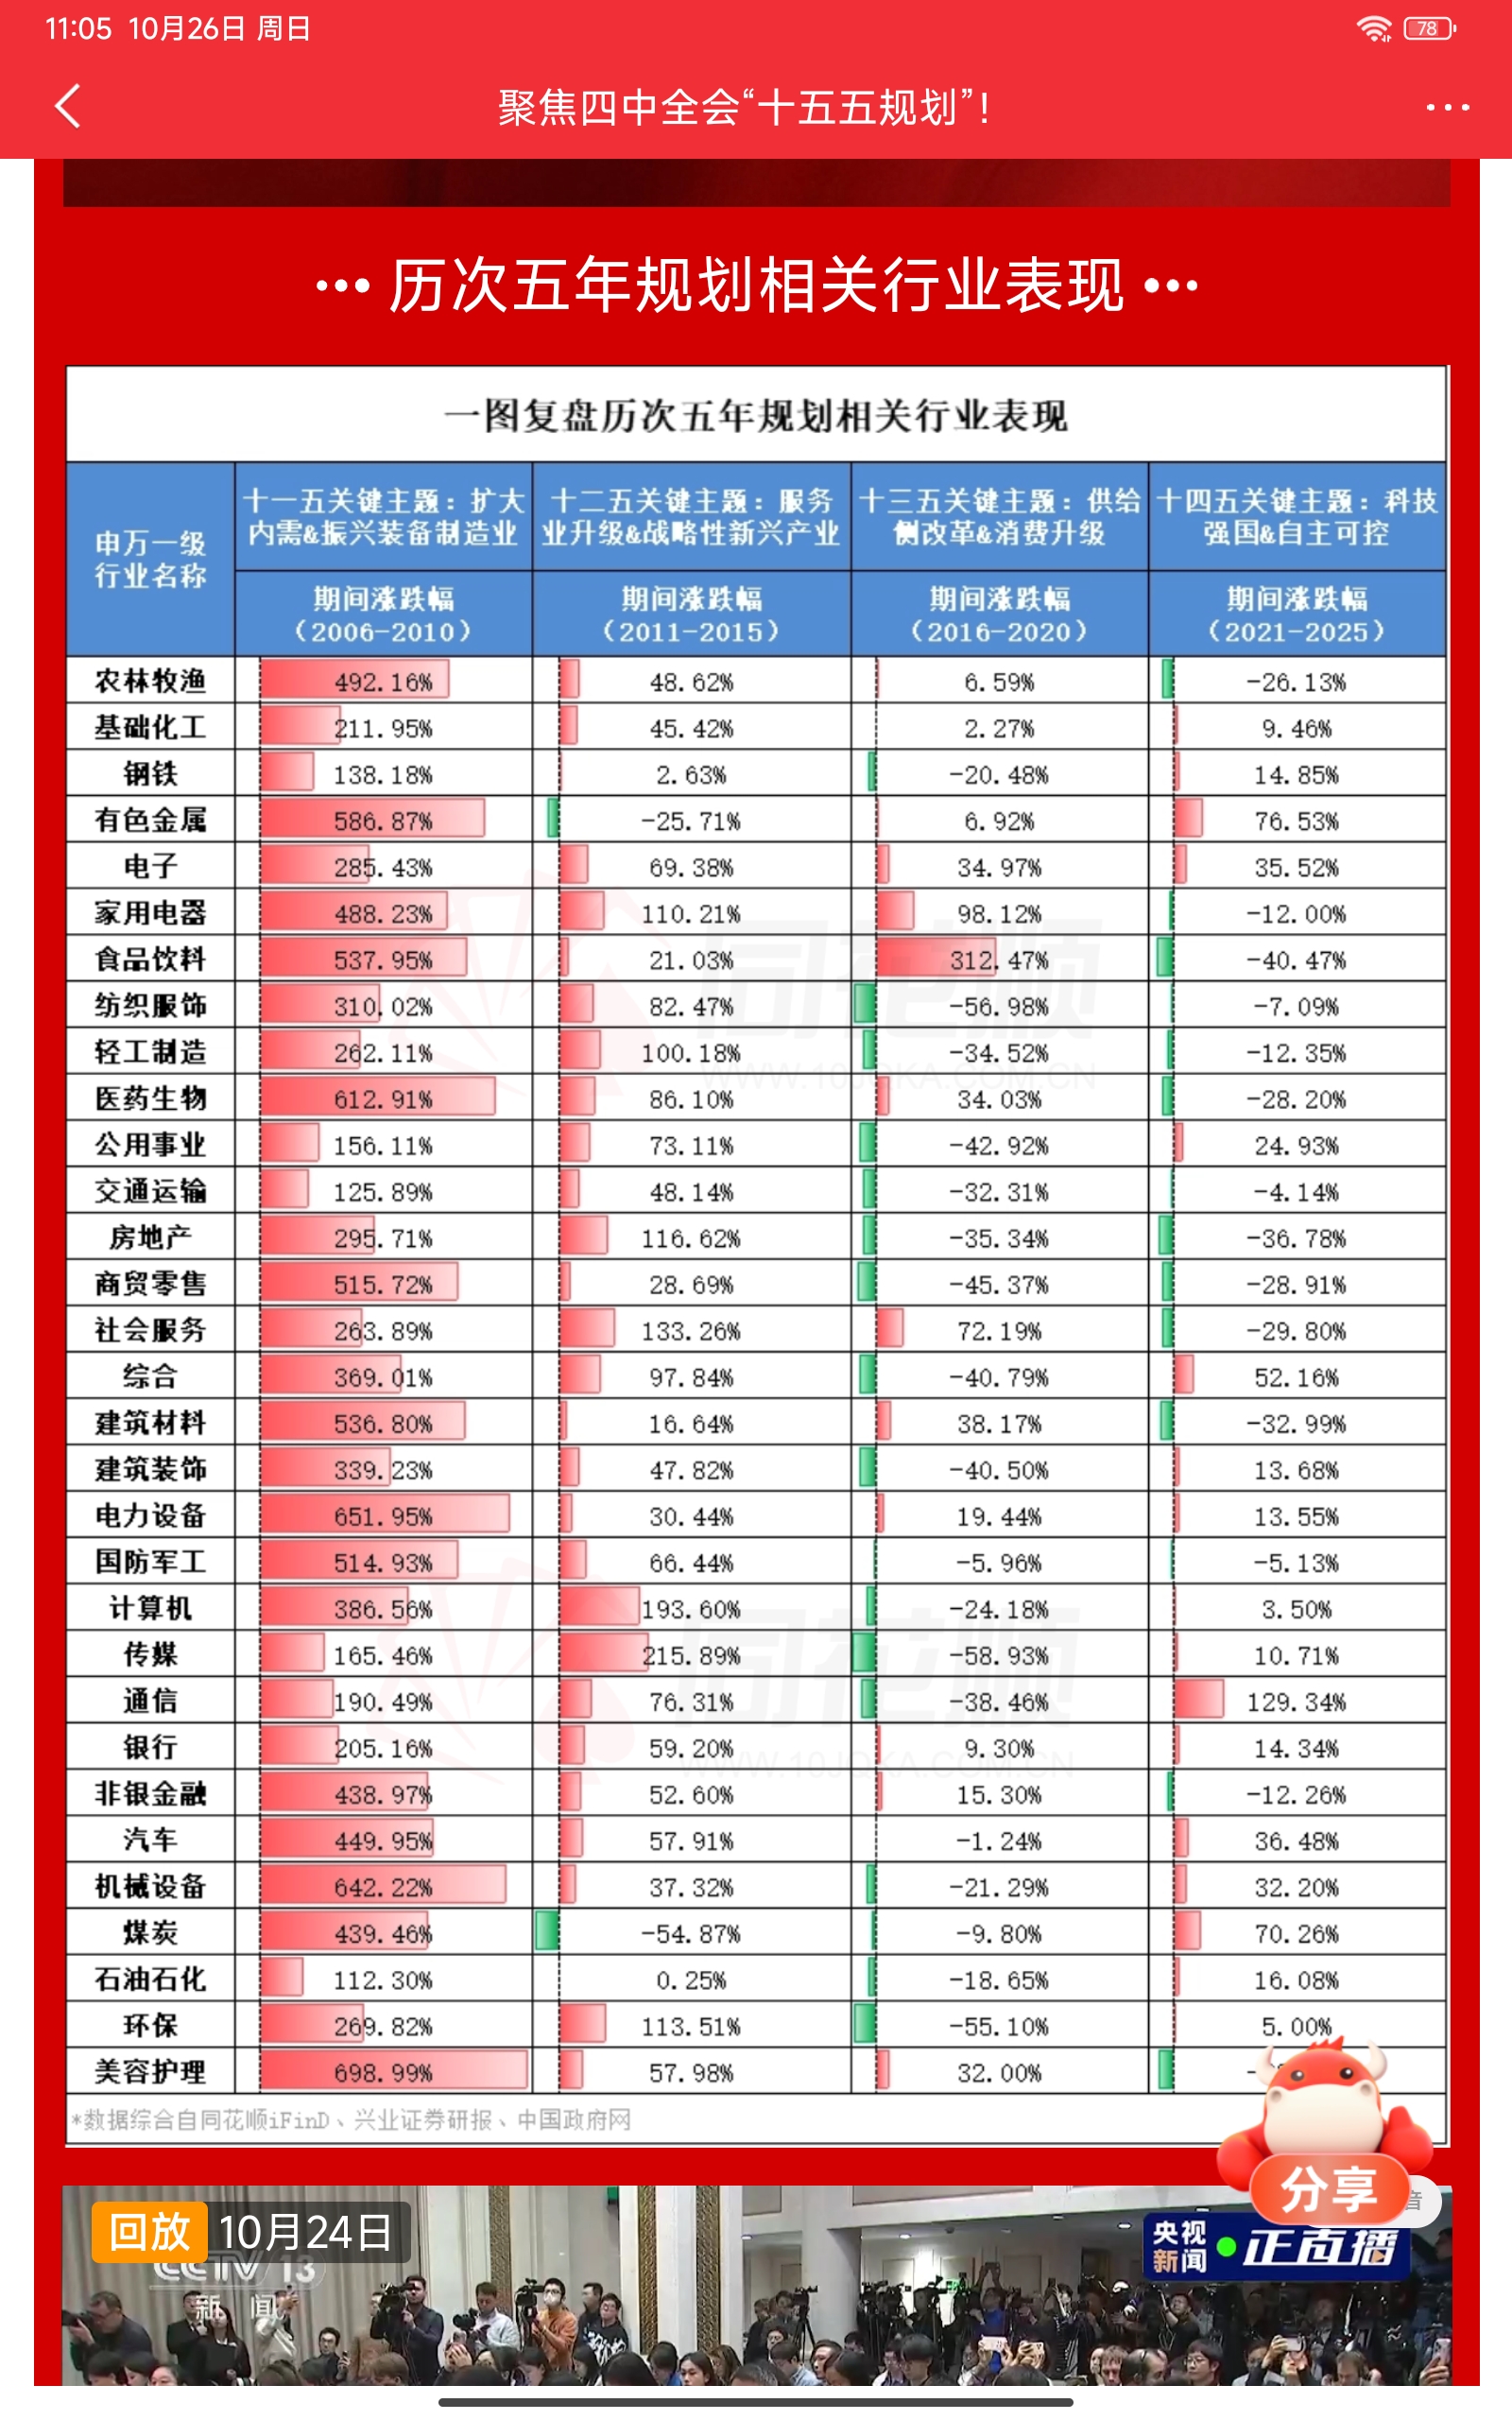 11:05 10月26日 周日
78
聚焦四中全会“十五五规划”！
历次五年规划相关行业表现
一图复盘历次五年规划相关行业表现
申万一级
行业名称
十一五关键主题：扩大
内需&振兴装备制造业
十二五关键主题：服务
业升级&战略性新兴产业
十三五关键主题：供给
侧改革&消费升级
十四五关键主题：科技
强国&自主可控
期间涨跌幅
（2006-2010）
期间涨跌幅
（2011-2015）
期间涨跌幅
（2016-2020）
期间涨跌幅
（2021-2025）
农林牧渔 492.16% 48.62% 6.59% -26.13%
基础化工 211.95% 45.42% 2.27% 9.46%
钢铁 138.18% 2.63% -20.48% 14.85%
有色金属 586.87% -25.71% 6.92% 76.53%
电子 285.43% 69.38% 34.97% 35.52%
家用电器 488.23% 110.21% 98.12% -12.00%
食品饮料 537.95% 21.03% 312.47% -40.47%
纺织服饰 310.02% 82.47% -56.98% -7.09%
轻工制造 262.11% 100.18% -34.52% -12.35%
医药生物 612.91% 86.10% 34.03% -28.20%
公用事业 156.11% 73.11% -42.92% 24.93%
交通运输 125.89% 48.14% -32.31% -4.14%
房地产 295.71% 116.62% -35.34% -36.78%
商贸零售 515.72% 28.69% -45.37% -28.91%
社会服务 263.89% 133.26% 72.19% -29.80%
综合 369.01% 97.84% -40.79% 52.16%
建筑材料 536.80% 16.64% 38.17% -32.99%
建筑装饰 339.23% 47.82% -40.50% 13.68%
电力设备 651.95% 30.44% 19.44% 13.55%
国防军工 514.93% 66.44% -5.96% -5.13%
计算机 386.56% 193.60% -24.18% 3.50%
传媒 165.46% 215.89% -58.93% 10.71%
通信 190.49% 76.31% -38.46% 129.34%
银行 205.16% 59.20% 9.30% 14.34%
非银金融 438.97% 52.60% 15.30% -12.26%
汽车 449.95% 57.91% -1.24% 36.48%
机械设备 642.22% 37.32% -21.29% 32.20%
煤炭 439.46% -54.87% -9.80% 70.26%
石油石化 112.30% 0.25% -18.65% 16.08%
环保 269.82% 113.51% -55.10% 5.00%
美容护理 698.99% 57.98% 32.00%
同花顺
WWW.10JQKA.COM.CN
同花顺
WWW.10JQKA.COM.CN
*数据综合自同花顺iFinD、兴业证券研报、中国政府网
分享
音
回放 10月24日
CCTV 13
新闻
央视
新闻
正直播